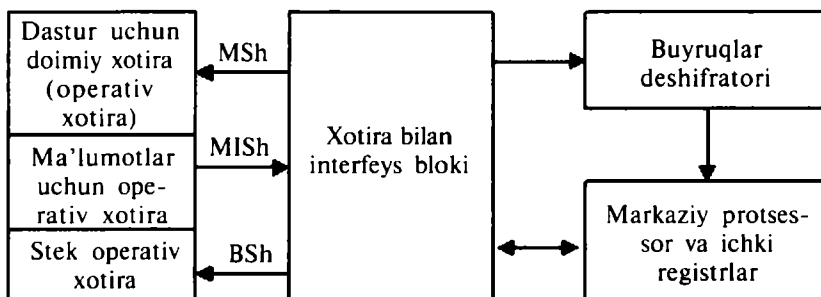 Dastur uchun
doimiy xotira
(operativ
xotira)
Ma'lumotlar
uchun ope-
rativ xotira
Stek operativ
xotira
MSh
MISh
BSh
Xotira bilan
interfeys bloki
Buyruqlar
deshifratori
Markaziy protses-
sor va ichki
registrlar